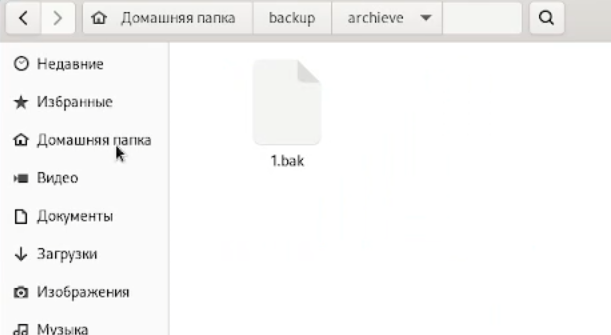 Домашняя папка backup archieve
Недавние
Избранные
Домашняя папка
Видео
Документы
Загрузки
Изображения
Музыка
1.bak